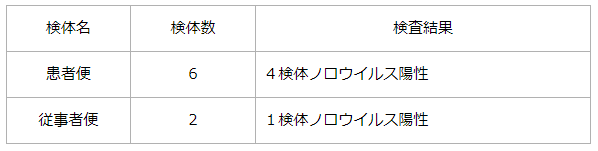 検体名 検体数 検査結果
患者便 6 ４検体ノロウイルス陽性
従事者便 2 １検体ノロウイルス陽性